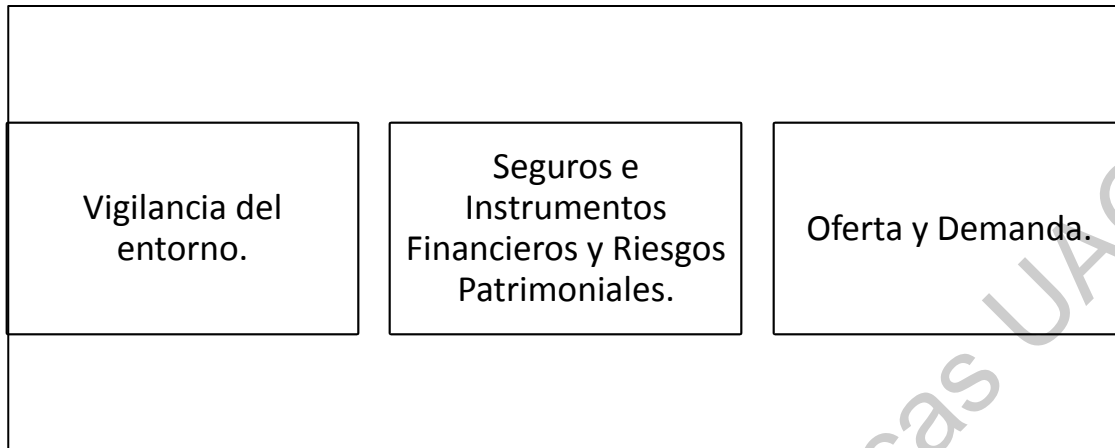 Vigilancia del
entorno.
Seguros e
Instrumentos
Financieros y Riesgos
Patrimoniales.
Oferta y Demanda.